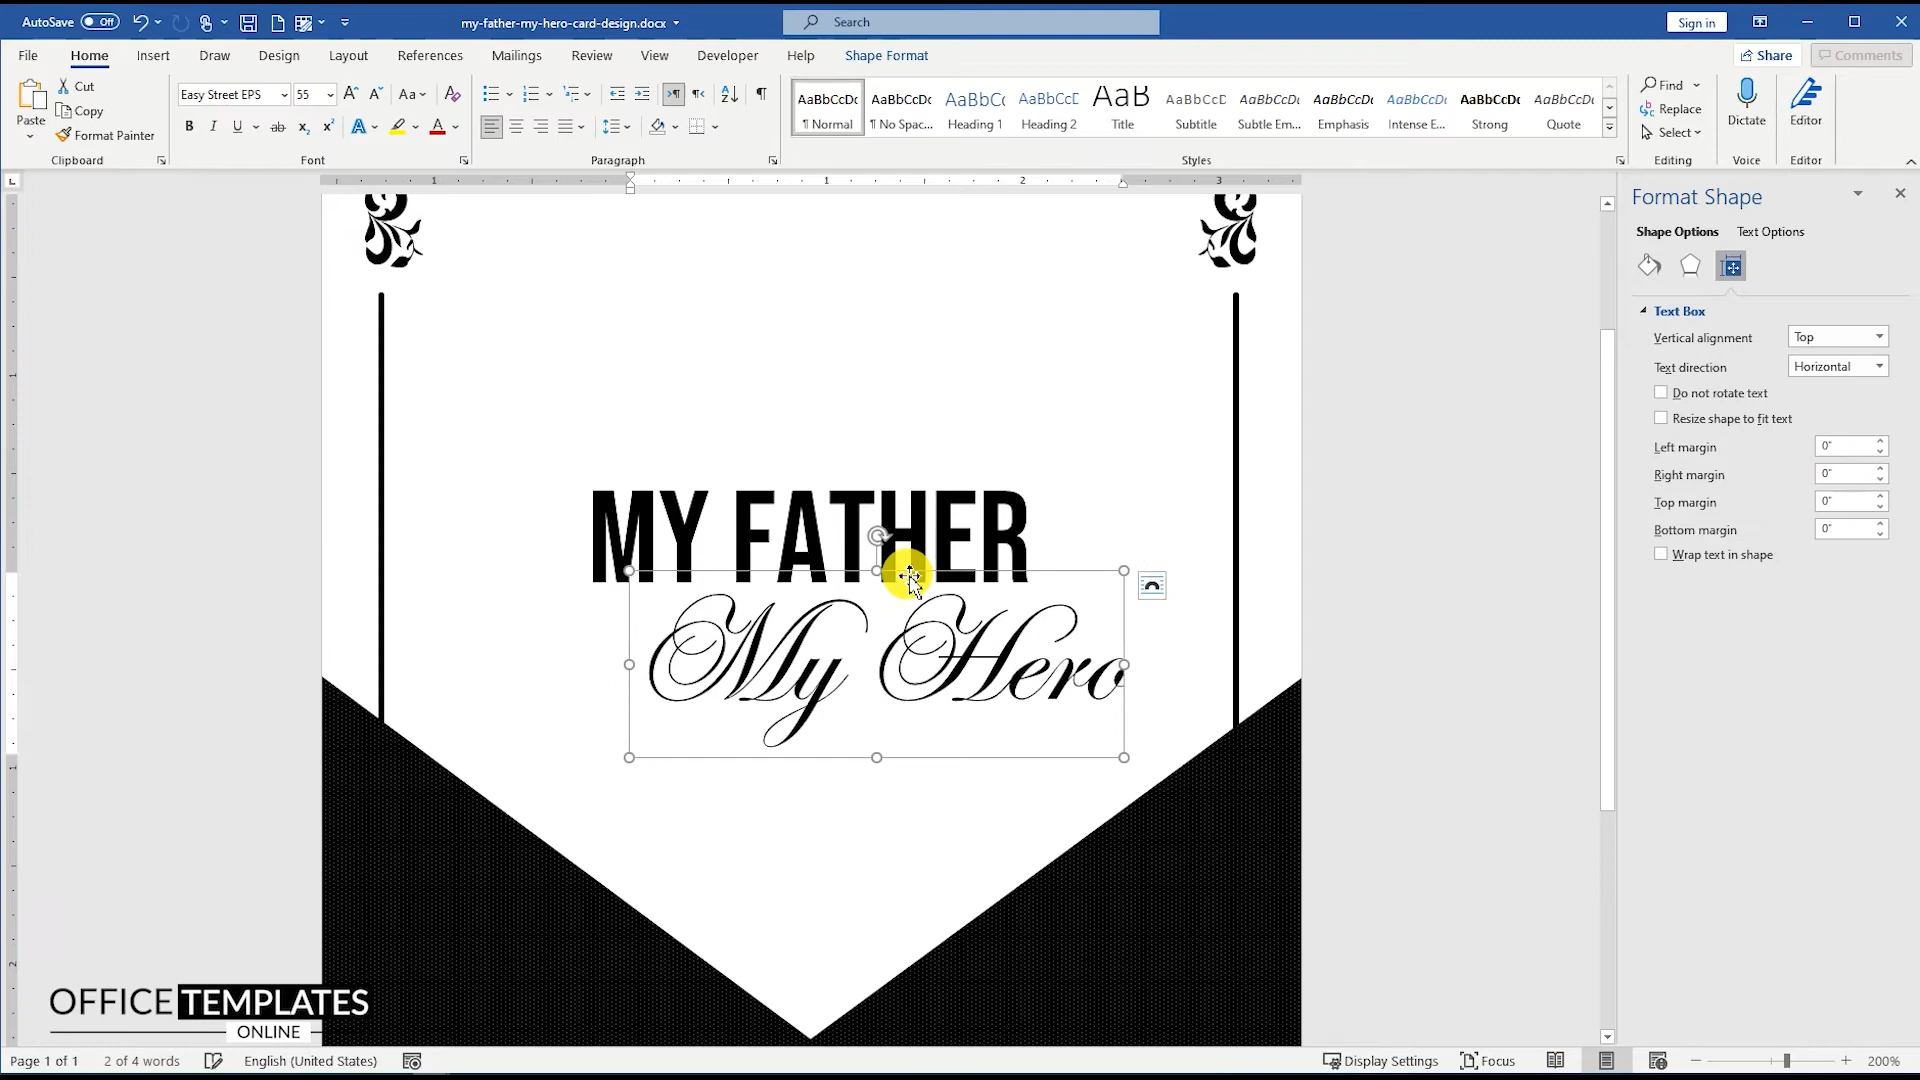 AutoSave Off my-father-my-hero-card-design.docx Search Sign in
File Home Insert Draw Design Layout References Mailings Review View Developer Help Shape Format Share Comments
Paste Cut Copy Format Painter
Clipboard
Easy Street EPS 55
Font
Paragraph
AaBbCcDc AaBbCcDc AaBbCc AaBbCcD AaB AaBbCcD AaBbCcDc AaBbCcDc AaBbCcDc AaBbCcDc AaBbCcDc
¶ Normal ¶ No Spac... Heading 1 Heading 2 Title Subtitle Subtle Em... Emphasis Intense E... Strong Quote
Styles
Find Replace Select
Editing
Dictate
Voice
Editor
Editor
1 1 2 3
Format Shape
Shape Options Text Options
Text Box
Vertical alignment Top
Text direction Horizontal
Do not rotate text
Resize shape to fit text
Left margin 0"
Right margin 0"
Top margin 0"
Bottom margin 0"
Wrap text in shape
MY FATHER
My Hero
OFFICE TEMPLATES
ONLINE
Page 1 of 1 2 of 4 words English (United States) Display Settings Focus 200%